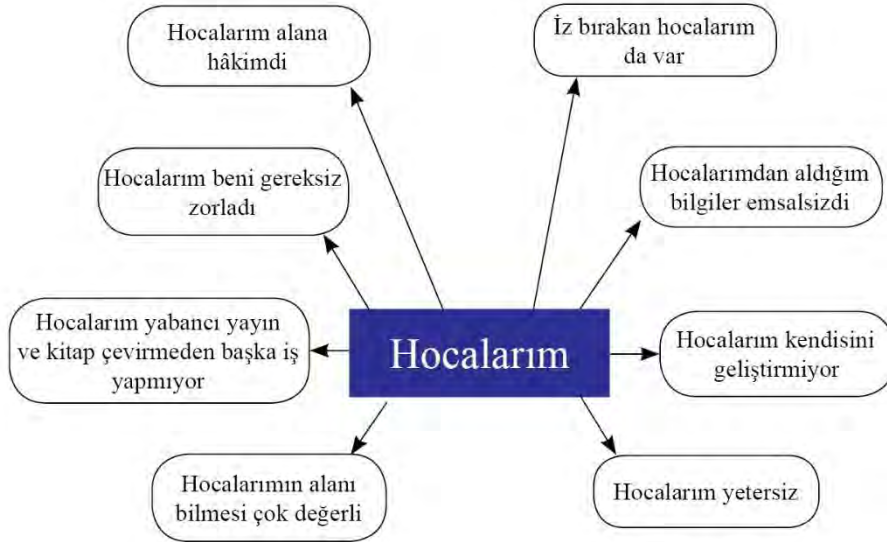 Hocalarım alana
hâkimdi
İz bırakan hocalarım
da var
Hocalarım beni gereksiz
zorladı
Hocalarımdan aldığım
bilgiler emsalsizdi
Hocalarım yabancı yayın
ve kitap çevirmeden başka iş
yapmıyor
Hocalarım
Hocalarım kendisini
geliştirmiyor
Hocalarımın alanı
bilmesi çok değerli
Hocalarım yetersiz